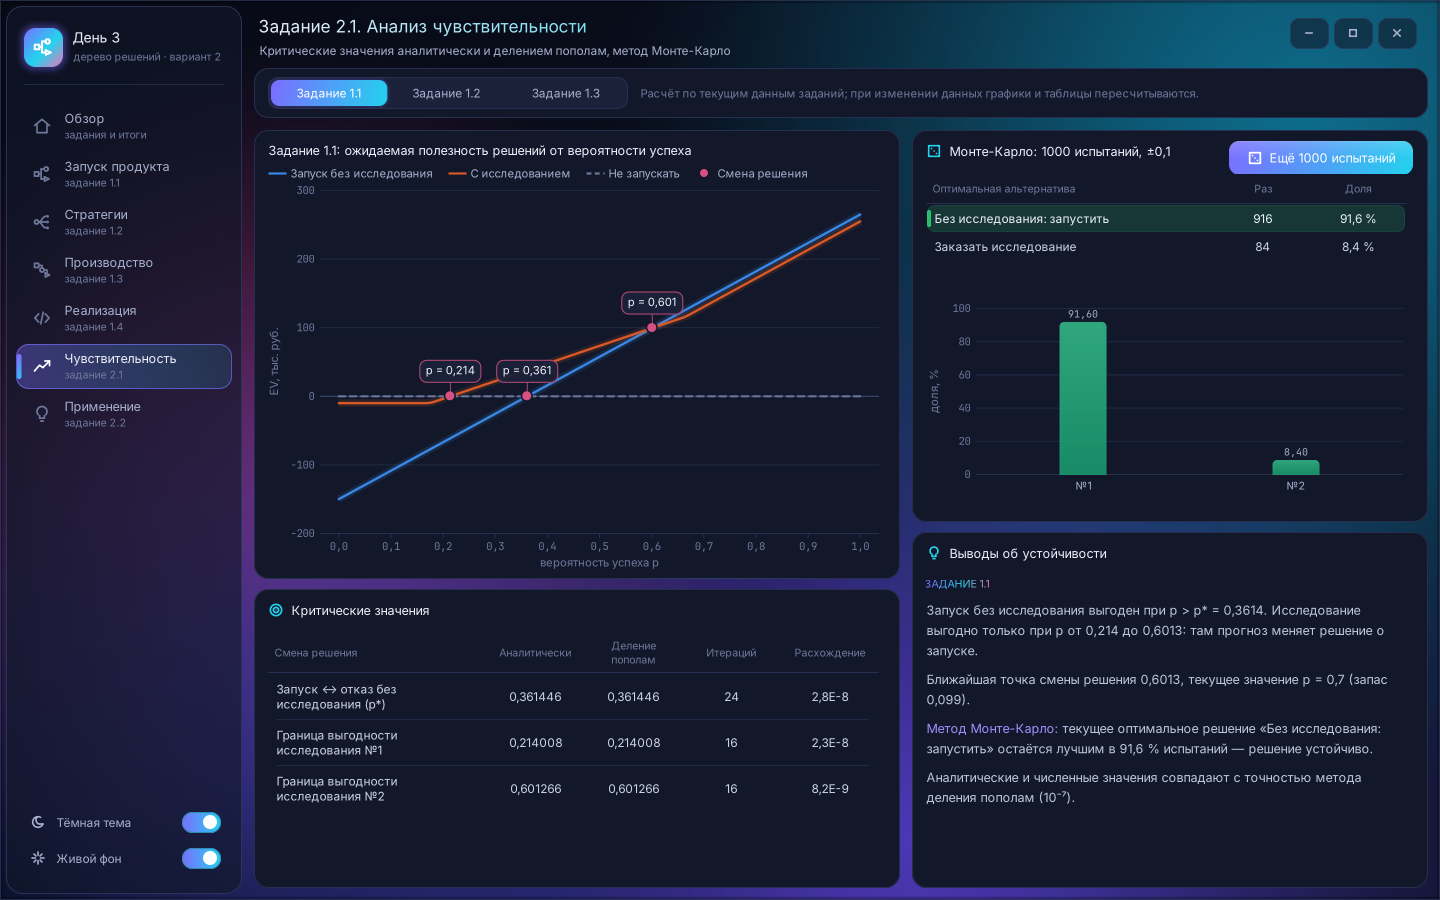 День 3
дерево решений · вариант 2
Обзор
задания и итоги
Запуск продукта
задание 1.1
Стратегии
задание 1.2
Производство
задание 1.3
Реализация
задание 1.4
Чувствительность
задание 2.1
Применение
задание 2.2
Тёмная тема
Живой фон
Задание 2.1. Анализ чувствительности
Критические значения аналитически и делением пополам, метод Монте-Карло
Задание 1.1
Задание 1.2
Задание 1.3
Расчёт по текущим данным заданий; при изменении данных графики и таблицы пересчитываются.
Задание 1.1: ожидаемая полезность решений от вероятности успеха
Запуск без исследования
С исследованием
Не запускать
Смена решения
EV, тыс. руб.
300
200
100
0
-100
-200
p = 0,214
p = 0,361
p = 0,601
0,0 0,1 0,2 0,3 0,4 0,5 0,6 0,7 0,8 0,9 1,0
вероятность успеха p
Критические значения
Смена решения Аналитически Деление пополам Итераций Расхождение
Запуск ↔ отказ без исследования (p*) 0,361446 0,361446 24 2,8E-8
Граница выгодности исследования №1 0,214008 0,214008 16 2,3E-8
Граница выгодности исследования №2 0,601266 0,601266 16 8,2E-9
Монте-Карло: 1000 испытаний, ±0,1
Ещё 1000 испытаний
Оптимальная альтернатива Раз Доля
Без исследования: запустить 916 91,6 %
Заказать исследование 84 8,4 %
доля, %
100
80
60
40
20
0
91,60
8,40
№1
№2
Выводы об устойчивости
ЗАДАНИЕ 1.1
Запуск без исследования выгоден при p > p* = 0,3614. Исследование
выгодно только при p от 0,214 до 0,6013: там прогноз меняет решение о
запуске.
Ближайшая точка смены решения 0,6013, текущее значение p = 0,7 (запас
0,099).
Метод Монте-Карло: текущее оптимальное решение «Без исследования:
запустить» остаётся лучшим в 91,6 % испытаний — решение устойчиво.
Аналитические и численные значения совпадают с точностью метода
деления пополам (10⁻⁷).